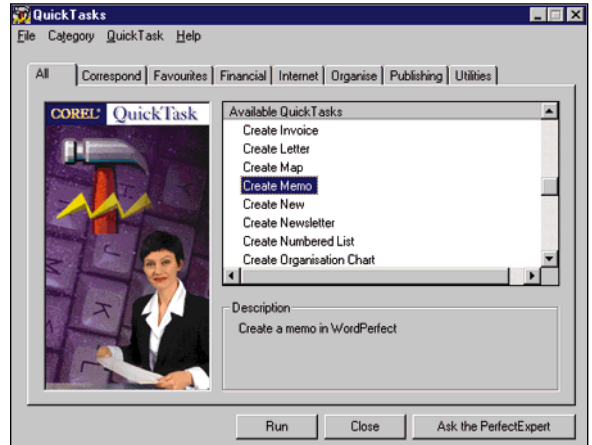 QuickTasks
File Category QuickTask Help
All Correspond Favourites Financial Internet Organise Publishing Utilities
COREL® QuickTask
Available QuickTasks
Create Invoice
Create Letter
Create Map
Create Memo
Create New
Create Newsletter
Create Numbered List
Create Organisation Chart
Description
Create a memo in WordPerfect
Run Close Ask the PerfectExpert